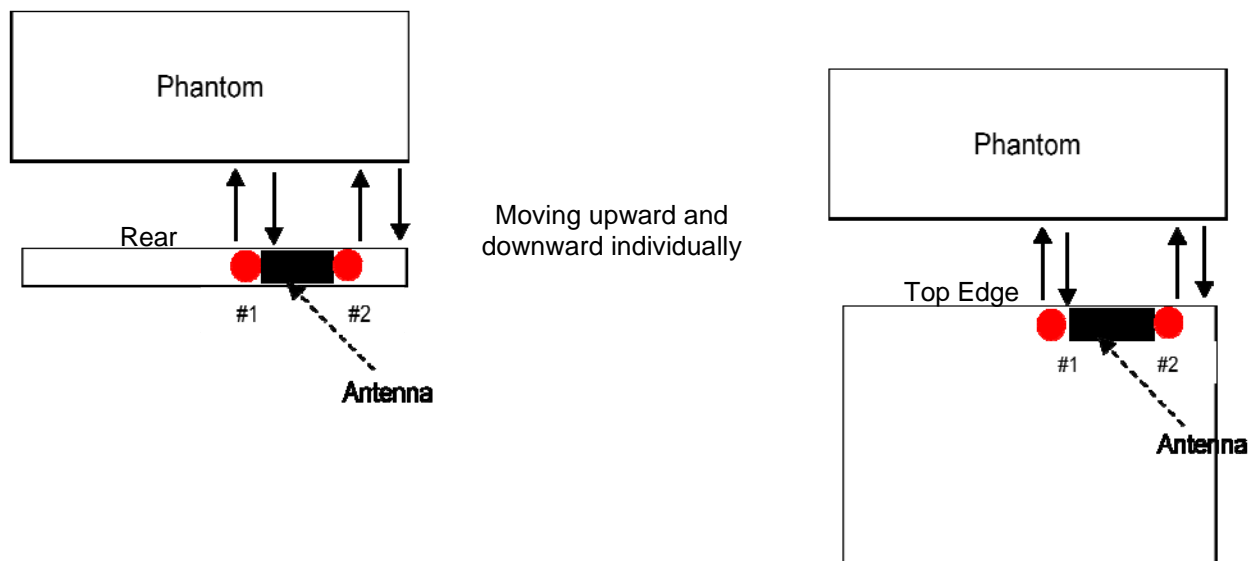 Phantom
Rear
#1
#2
Antenna
Moving upward and
downward individually
Phantom
Top Edge
#1
#2
Antenna